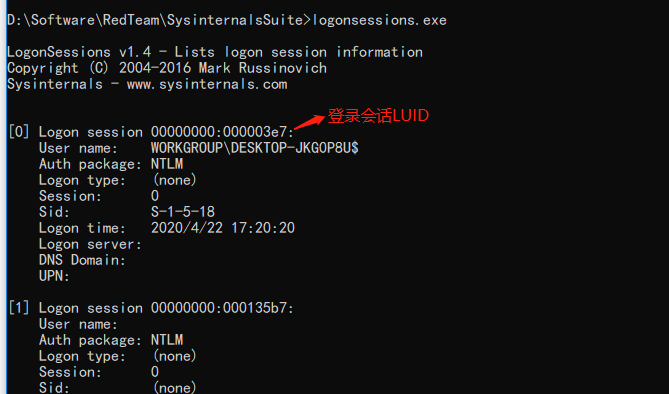 D:\Software\RedTeam\SysinternalsSuite>logonsessions.exe
LogonSessions v1.4 - Lists logon session information
Copyright (C) 2004-2016 Mark Russinovich
Sysinternals - www.sysinternals.com
登录会话LUID
[0] Logon session 00000000:000003e7:
User name: WORKGROUP\DESKTOP-JKG0P8U$
Auth package: NTLM
Logon type: (none)
Session: 0
Sid: S-1-5-18
Logon time: 2020/4/22 17:20:20
Logon server:
DNS Domain:
UPN:
[1] Logon session 00000000:000135b7:
User name:
Auth package: NTLM
Logon type: (none)
Session: 0
Sid: (none)